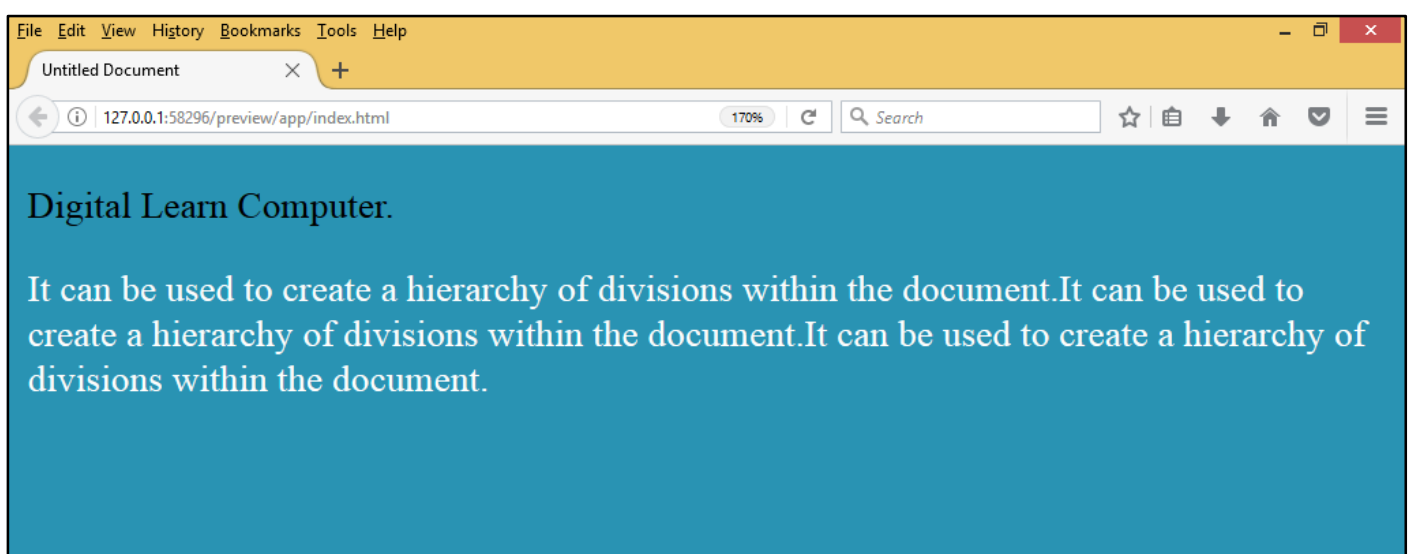 File Edit View History Bookmarks Tools Help
Untitled Document
127.0.0.1:58296/preview/app/index.html 170% Search
Digital Learn Computer.
It can be used to create a hierarchy of divisions within the document.It can be used to
create a hierarchy of divisions within the document.It can be used to create a hierarchy of
divisions within the document.